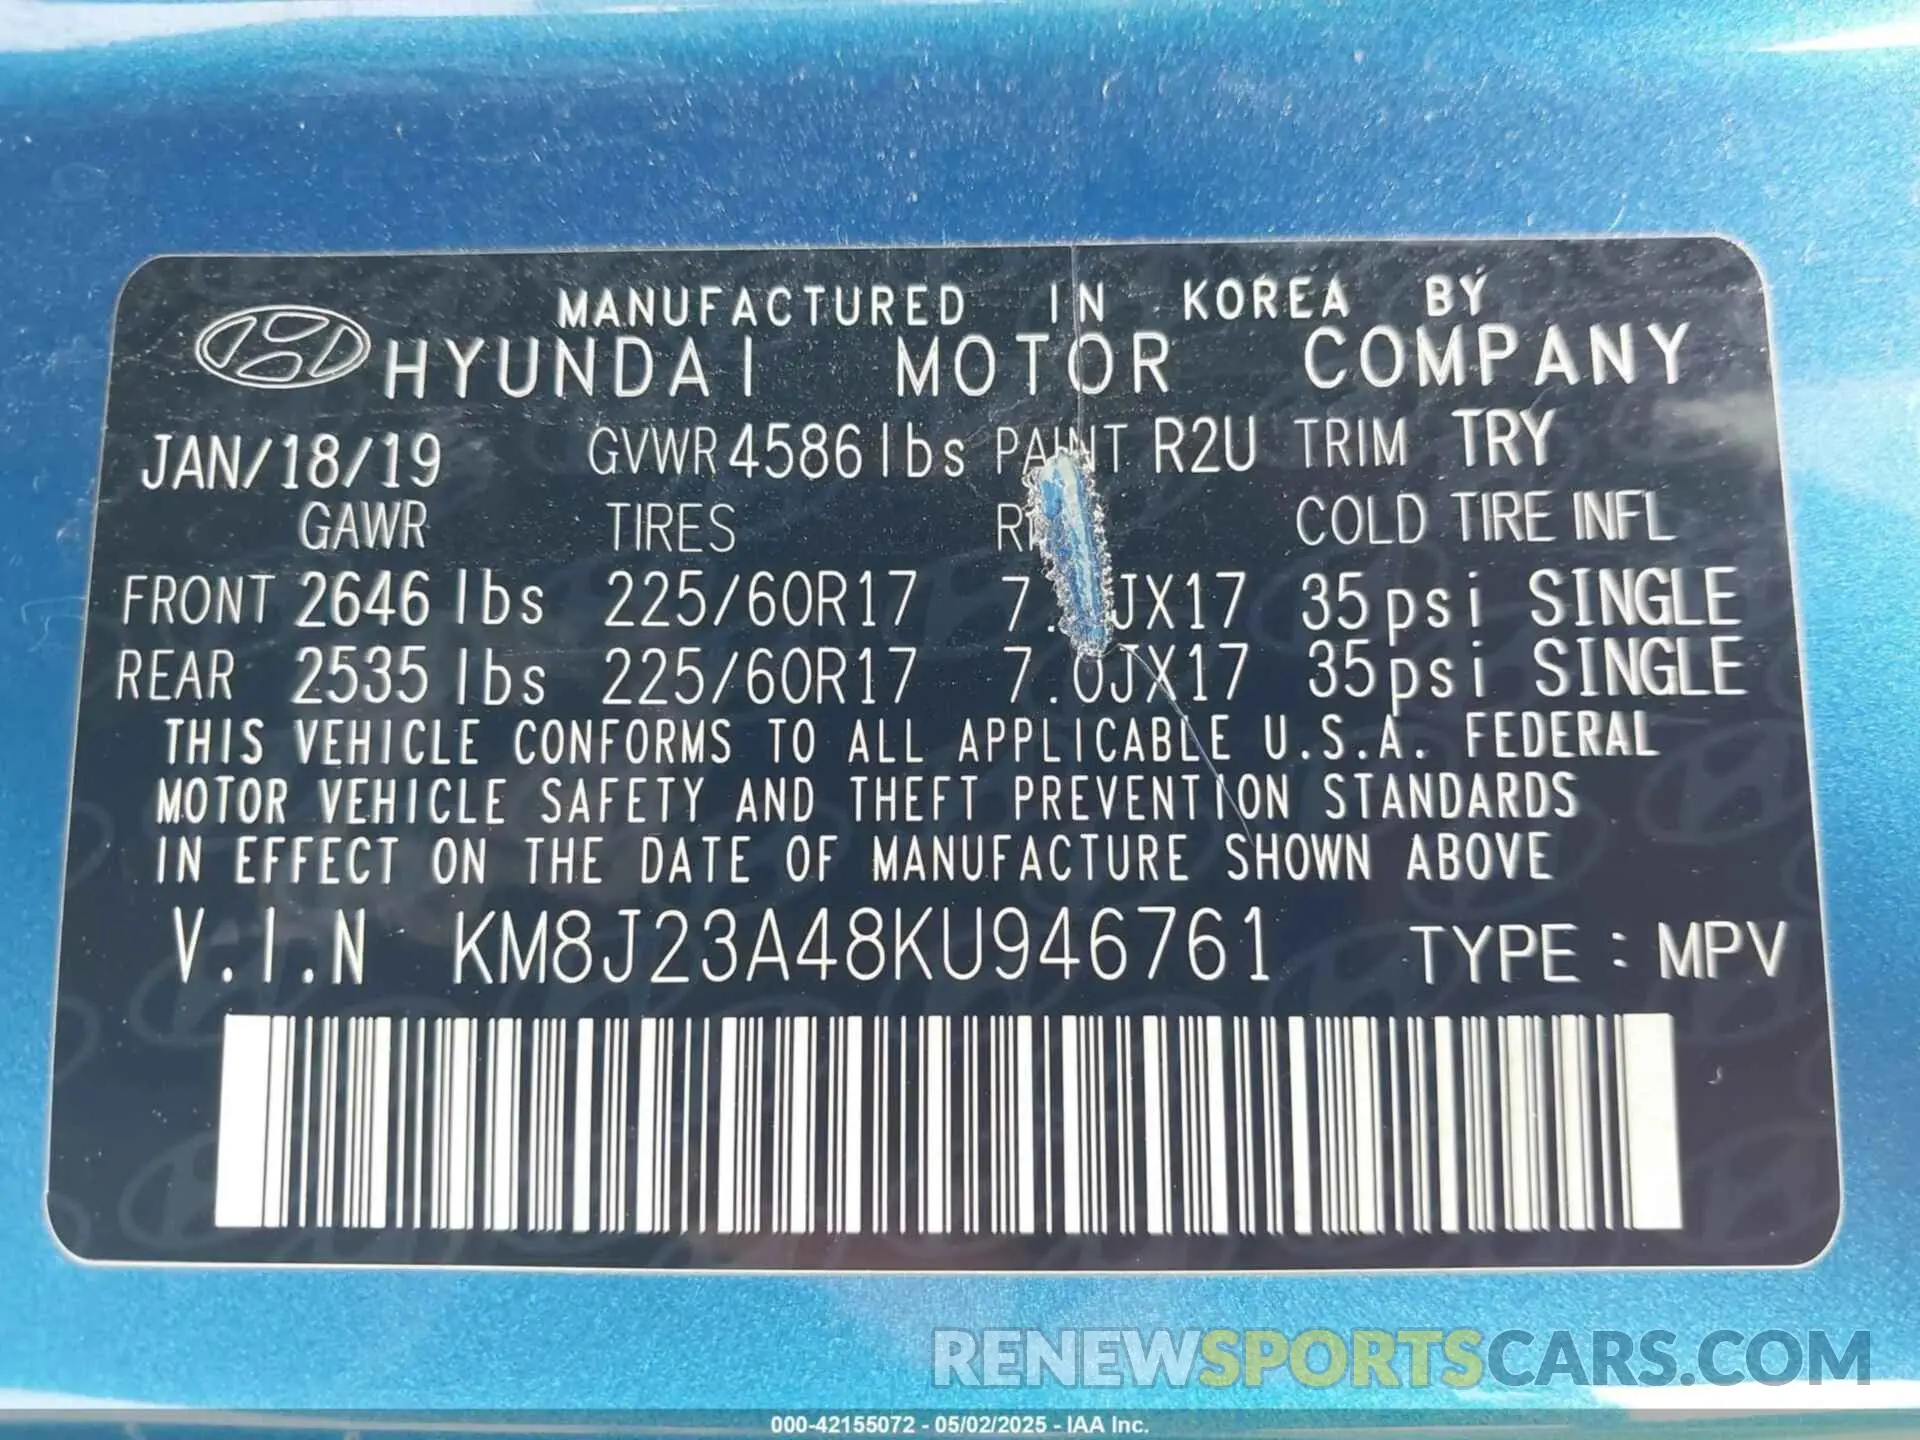 MANUFACTURED IN KOREA BY
HYUNDAI MOTOR COMPANY
JAN/18/19 GVWR 4586 lbs PAINT R2U TRIM TRY
GAWR TIRES COLD TIRE INFL
FRONT 2646 lbs 225/60R17 35psi SINGLE
REAR 2535 lbs 225/60R17 7.0JX17 35psi SINGLE
THIS VEHICLE CONFORMS TO ALL APPLICABLE U.S.A. FEDERAL
MOTOR VEHICLE SAFETY AND THEFT PREVENTION STANDARDS
IN EFFECT ON THE DATE OF MANUFACTURE SHOWN ABOVE
V.I.N KM8J23A48KU946761 TYPE : MPV
RENEWSPORTSCARS.COM
000-42155072 - 05/02/2025 - IAA Inc.